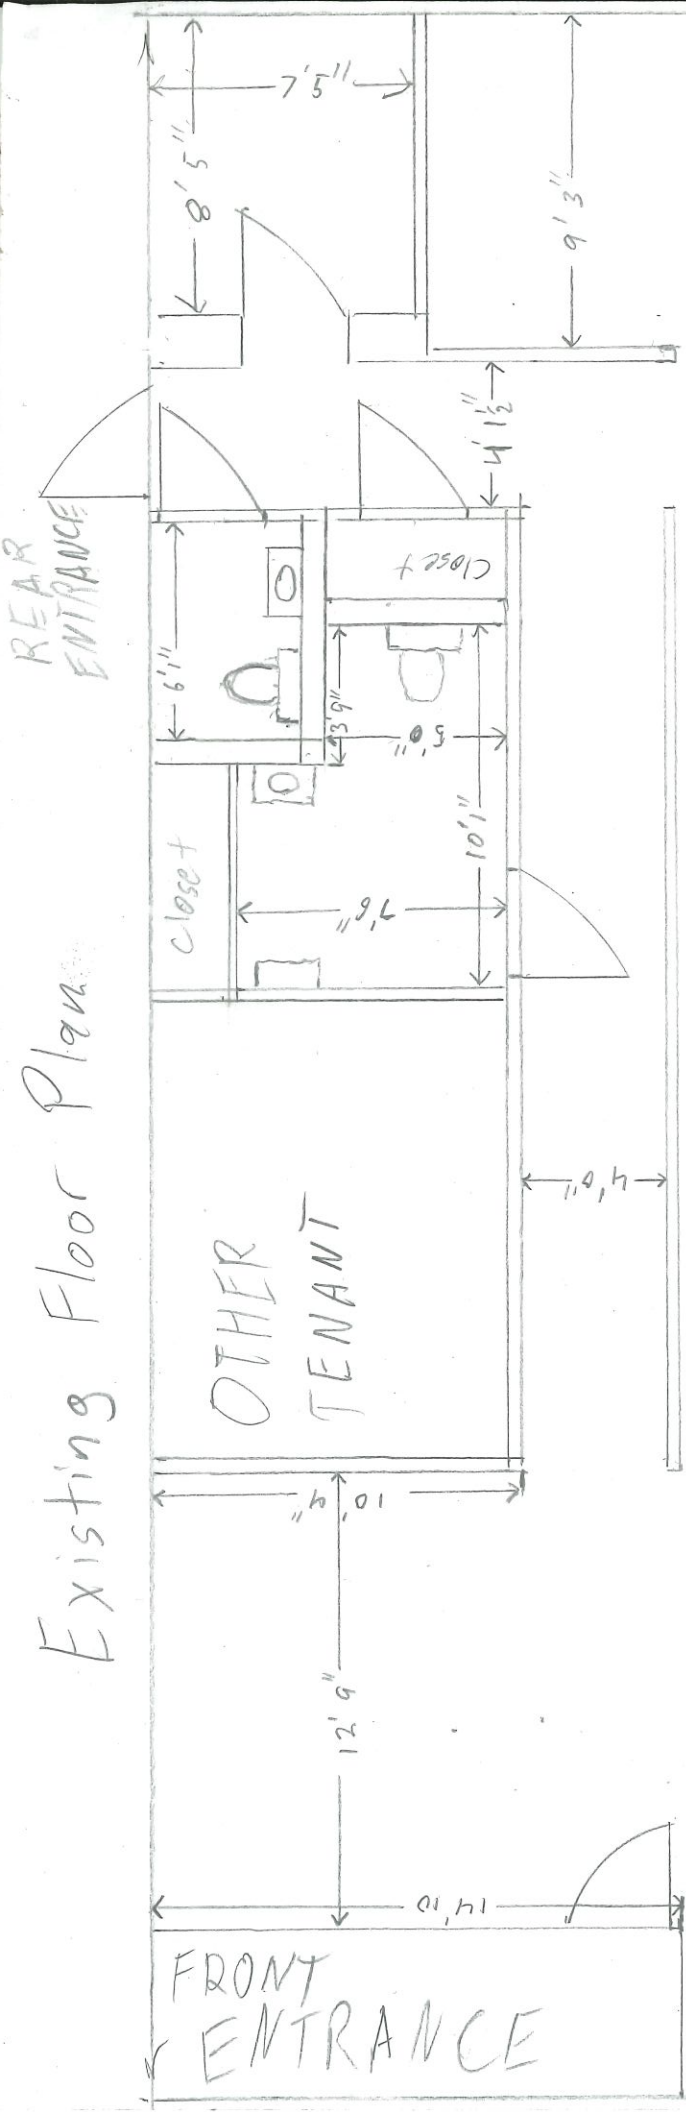 Existing Floor Plan
REAR
ENTRANCE
8' 5"
7'5"
9' 3"
4' 1½"
6'1"
closet
3'9"
5'0"
10'1"
closet
7'6"
OTHER
TENANT
4'0"
10' 9"
12' 9"
14' 10
FRONT
ENTRANCE